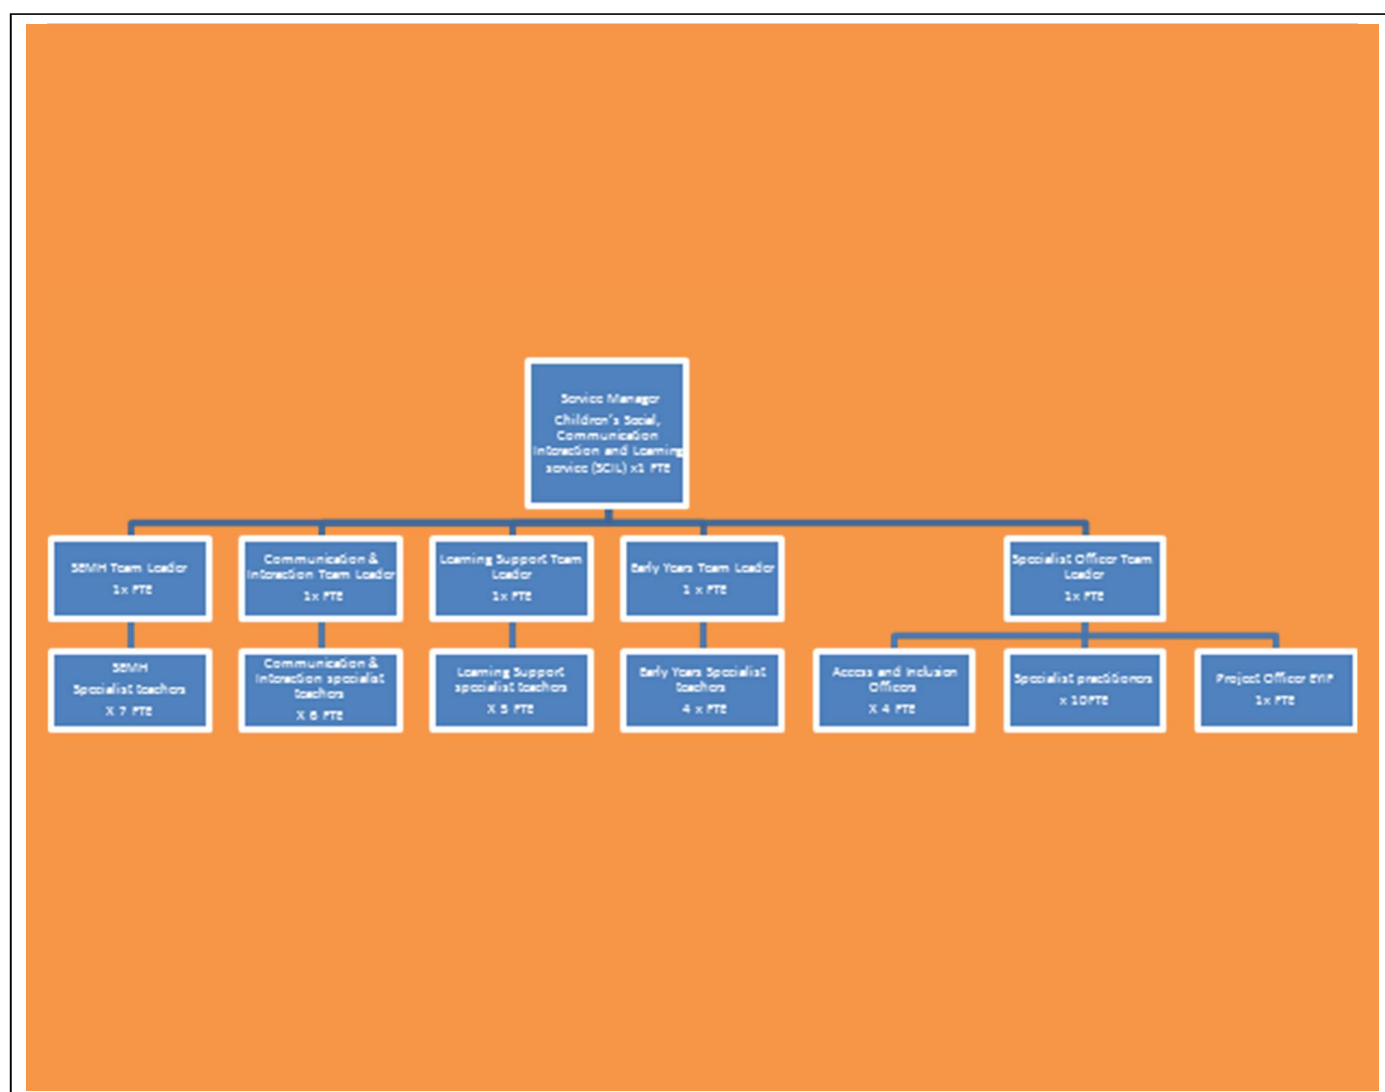 Service Manager
Children's Social,
Communication
Interaction and Learning
service (SCIL) x1 FTE
SEMH Team Leader
1x FTE
Communication &
Interaction Team Leader
1x FTE
Learning Support Team
Leader
1x FTE
Early Years Team Leader
1 x FTE
Specialist Officer Team
Leader
1x FTE
SEMH
Specialist teachers
X 7 FTE
Communication &
Interaction specialist
teachers
X 6 FTE
Learning Support
specialist teachers
X 5 FTE
Early Years Specialist
teachers
4 x FTE
Access and Inclusion
Officers
X 4 FTE
Specialist practitioners
x 10FTE
Project Officer EYIF
1x FTE